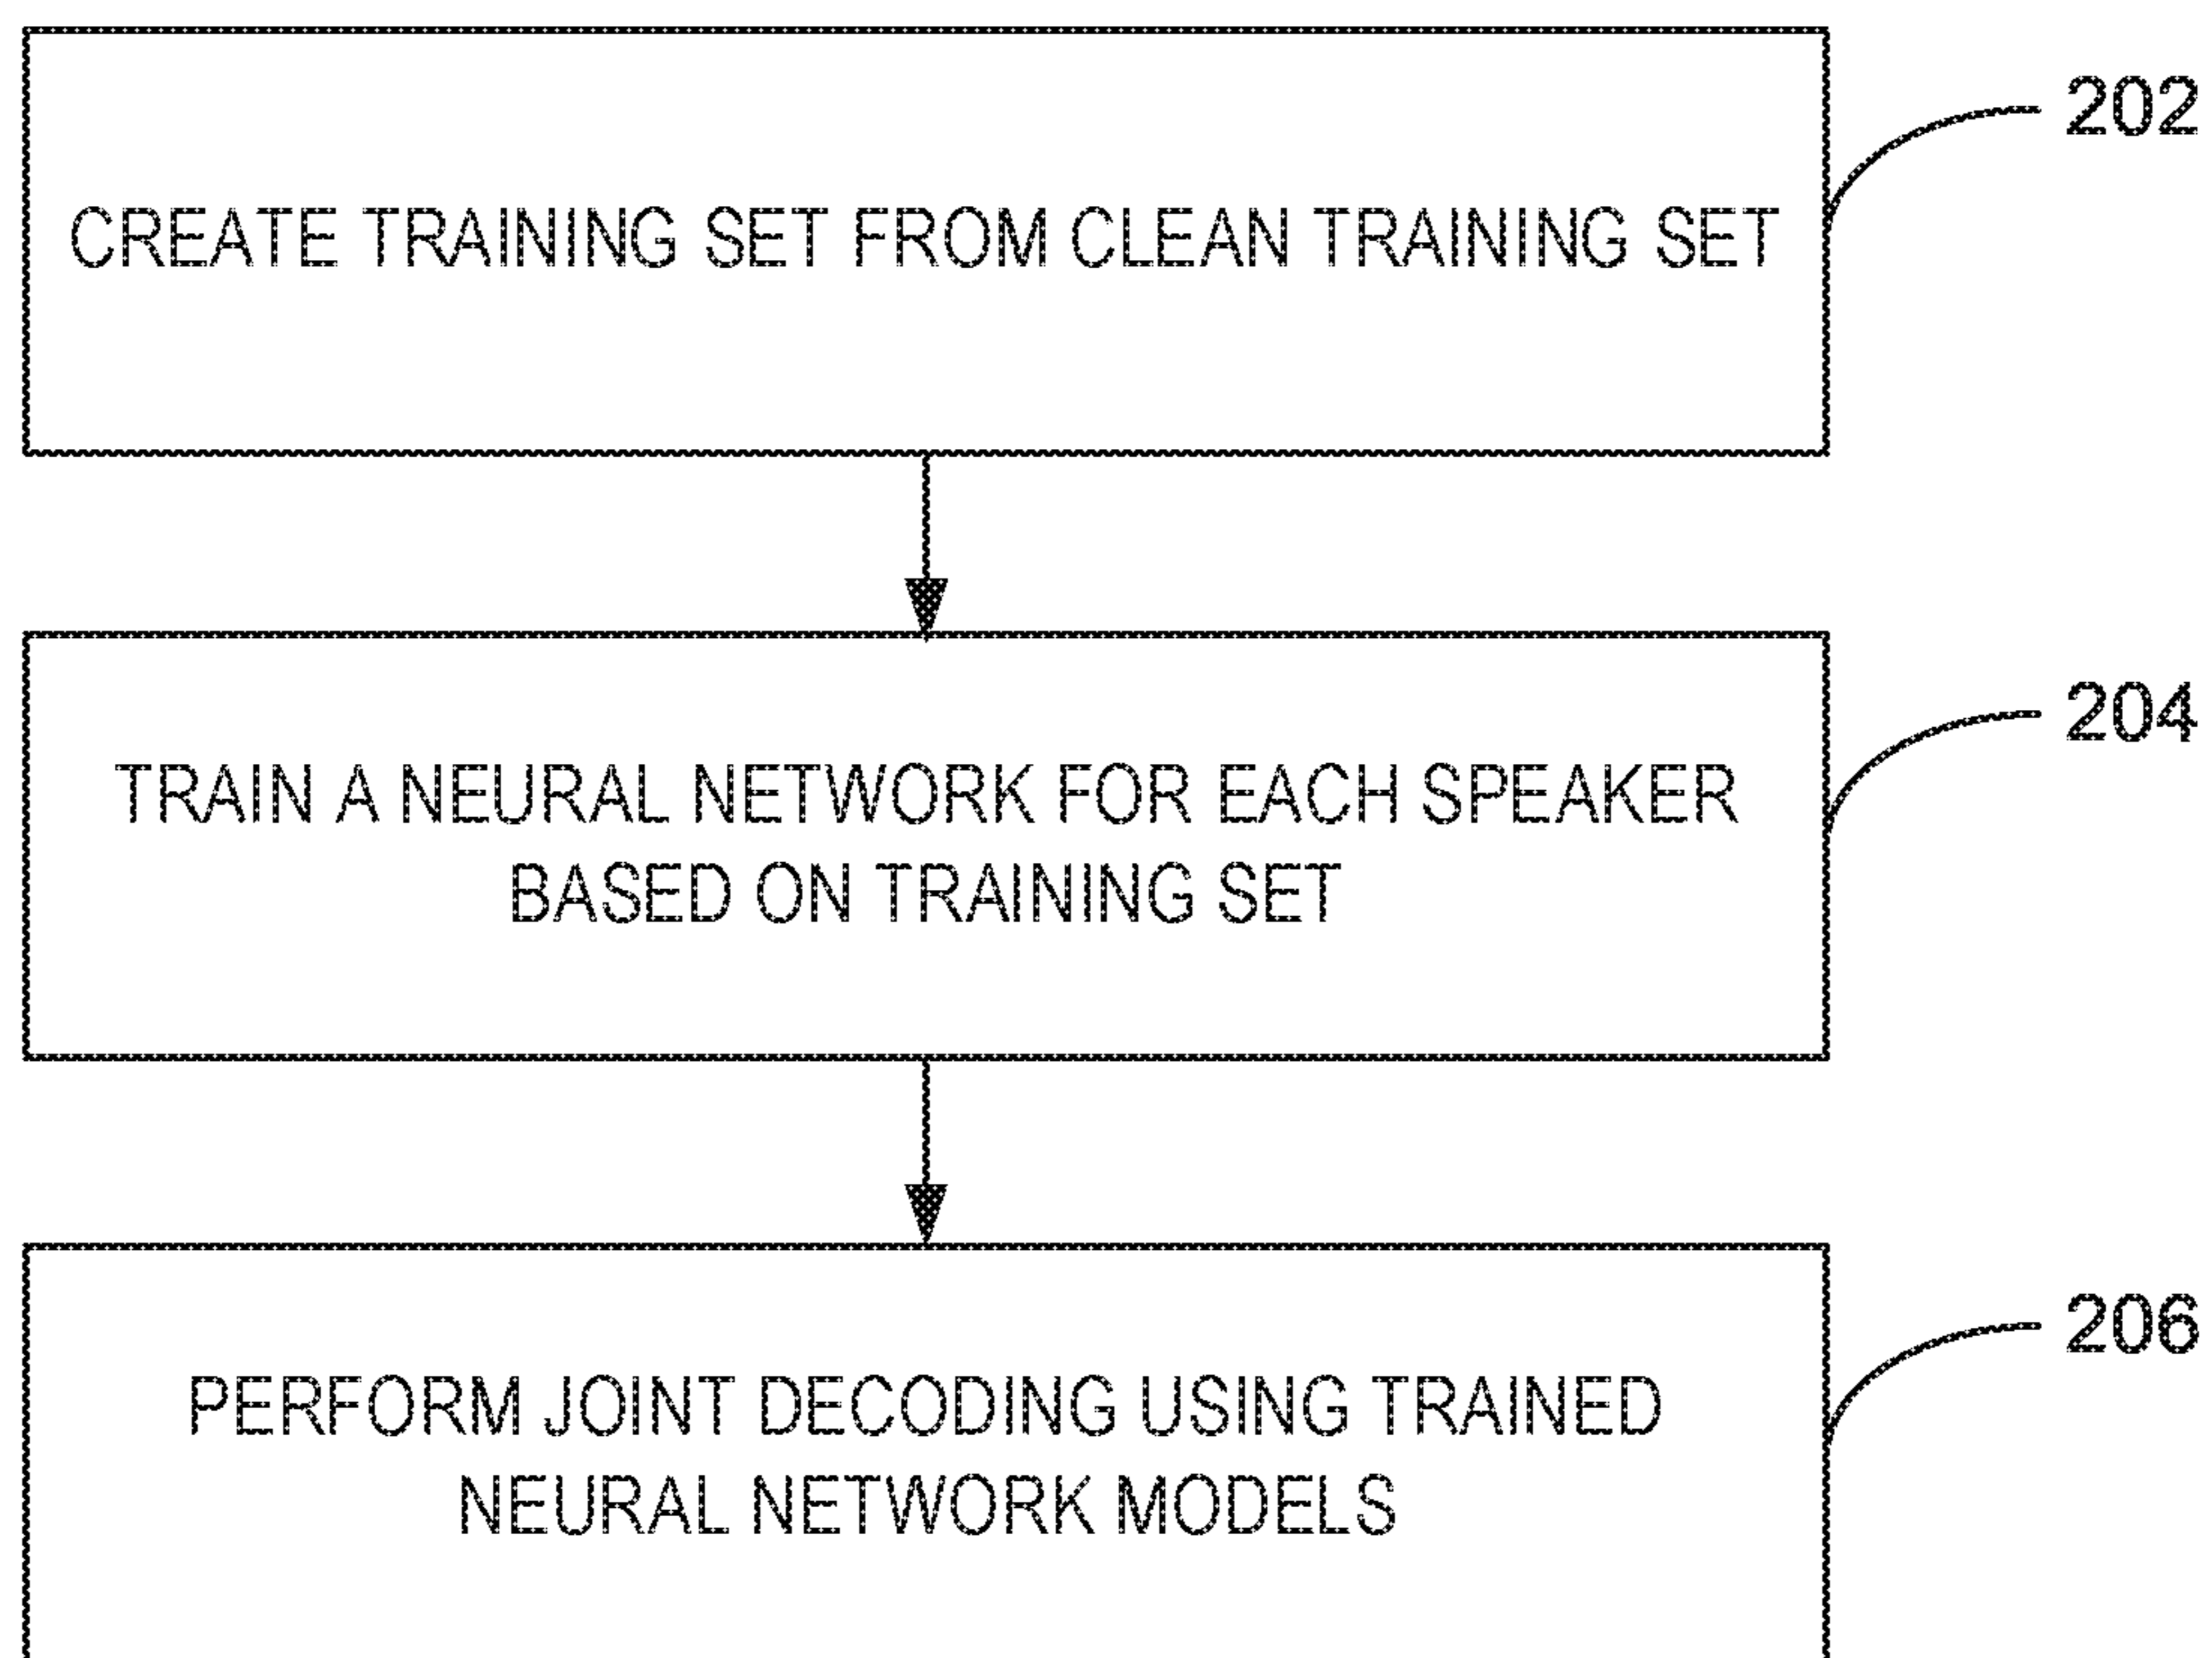 CREATE TRAINING SET FROM CLEAN TRAINING SET
202
TRAIN A NEURAL NETWORK FOR EACH SPEAKER
BASED ON TRAINING SET
204
PERFORM JOINT DECODING USING TRAINED
NEURAL NETWORK MODELS
206